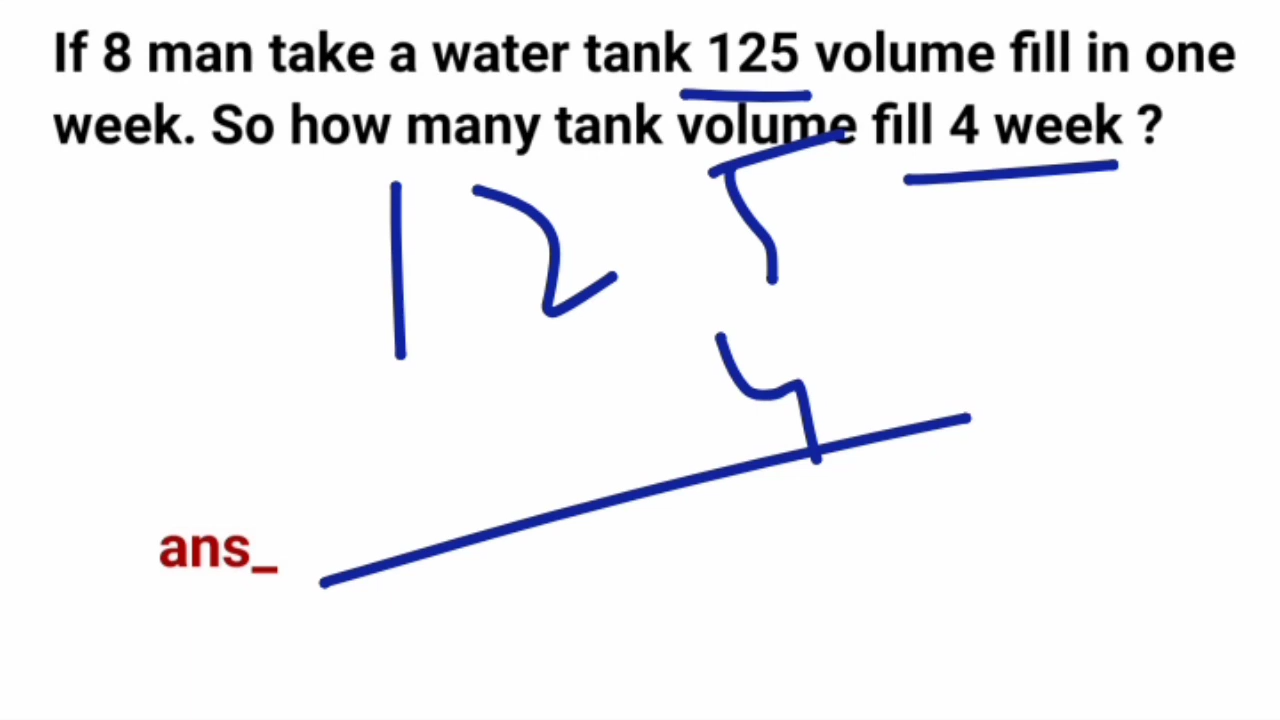 If 8 man take a water tank 125 volume fill in one
week. So how many tank volume fill 4 week ?
125
4
ans_